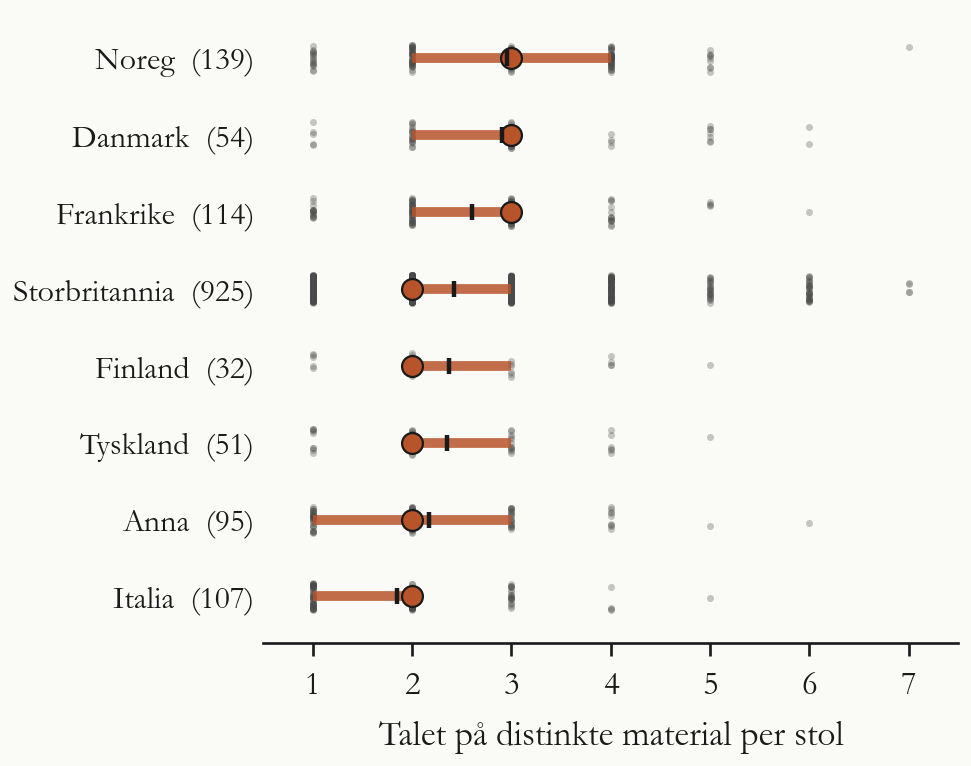 Noreg (139)
Danmark (54)
Frankrike (114)
Storbritannia (925)
Finland (32)
Tyskland (51)
Anna (95)
Italia (107)
1 2 3 4 5 6 7
Talet på distinkte material per stol